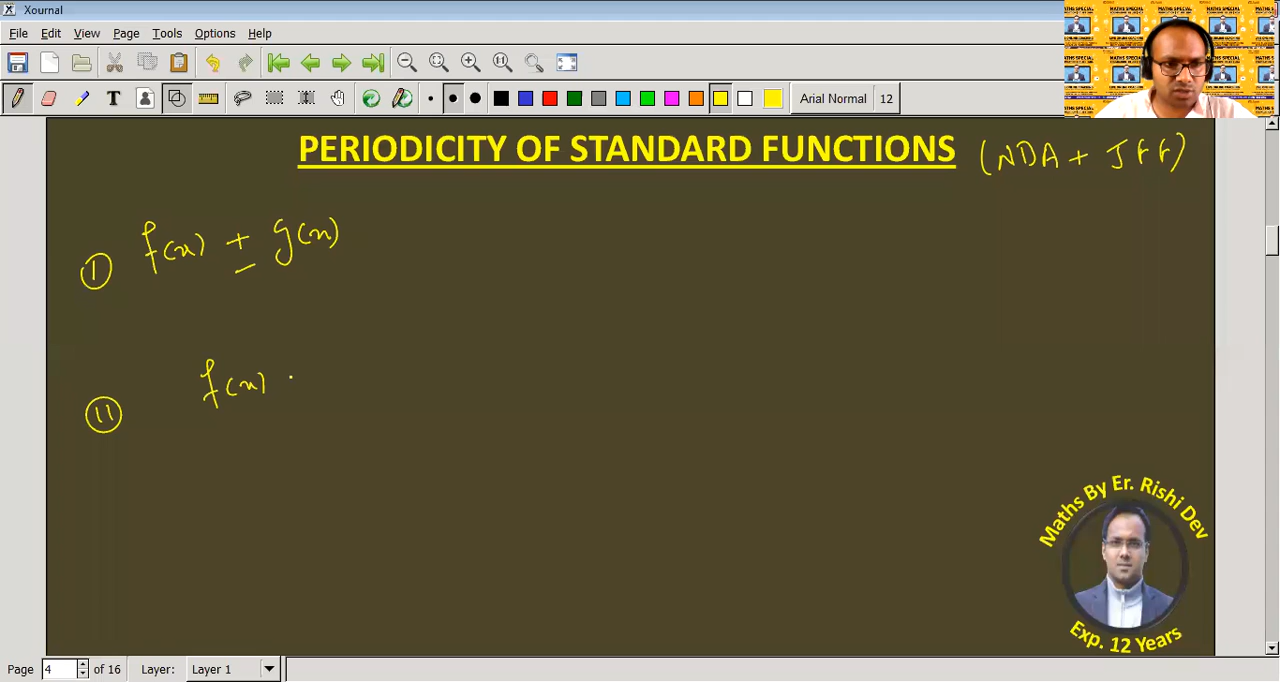 Xournal
File Edit View Page Tools Options Help
Arial Normal 12
PERIODICITY OF STANDARD FUNCTIONS (NDA + JEE)
I f(x) ± g(x)
II f(x) ·
Maths By Er. Rishi Dev
Exp. 12 Years
Page 4 of 16 Layer: Layer 1